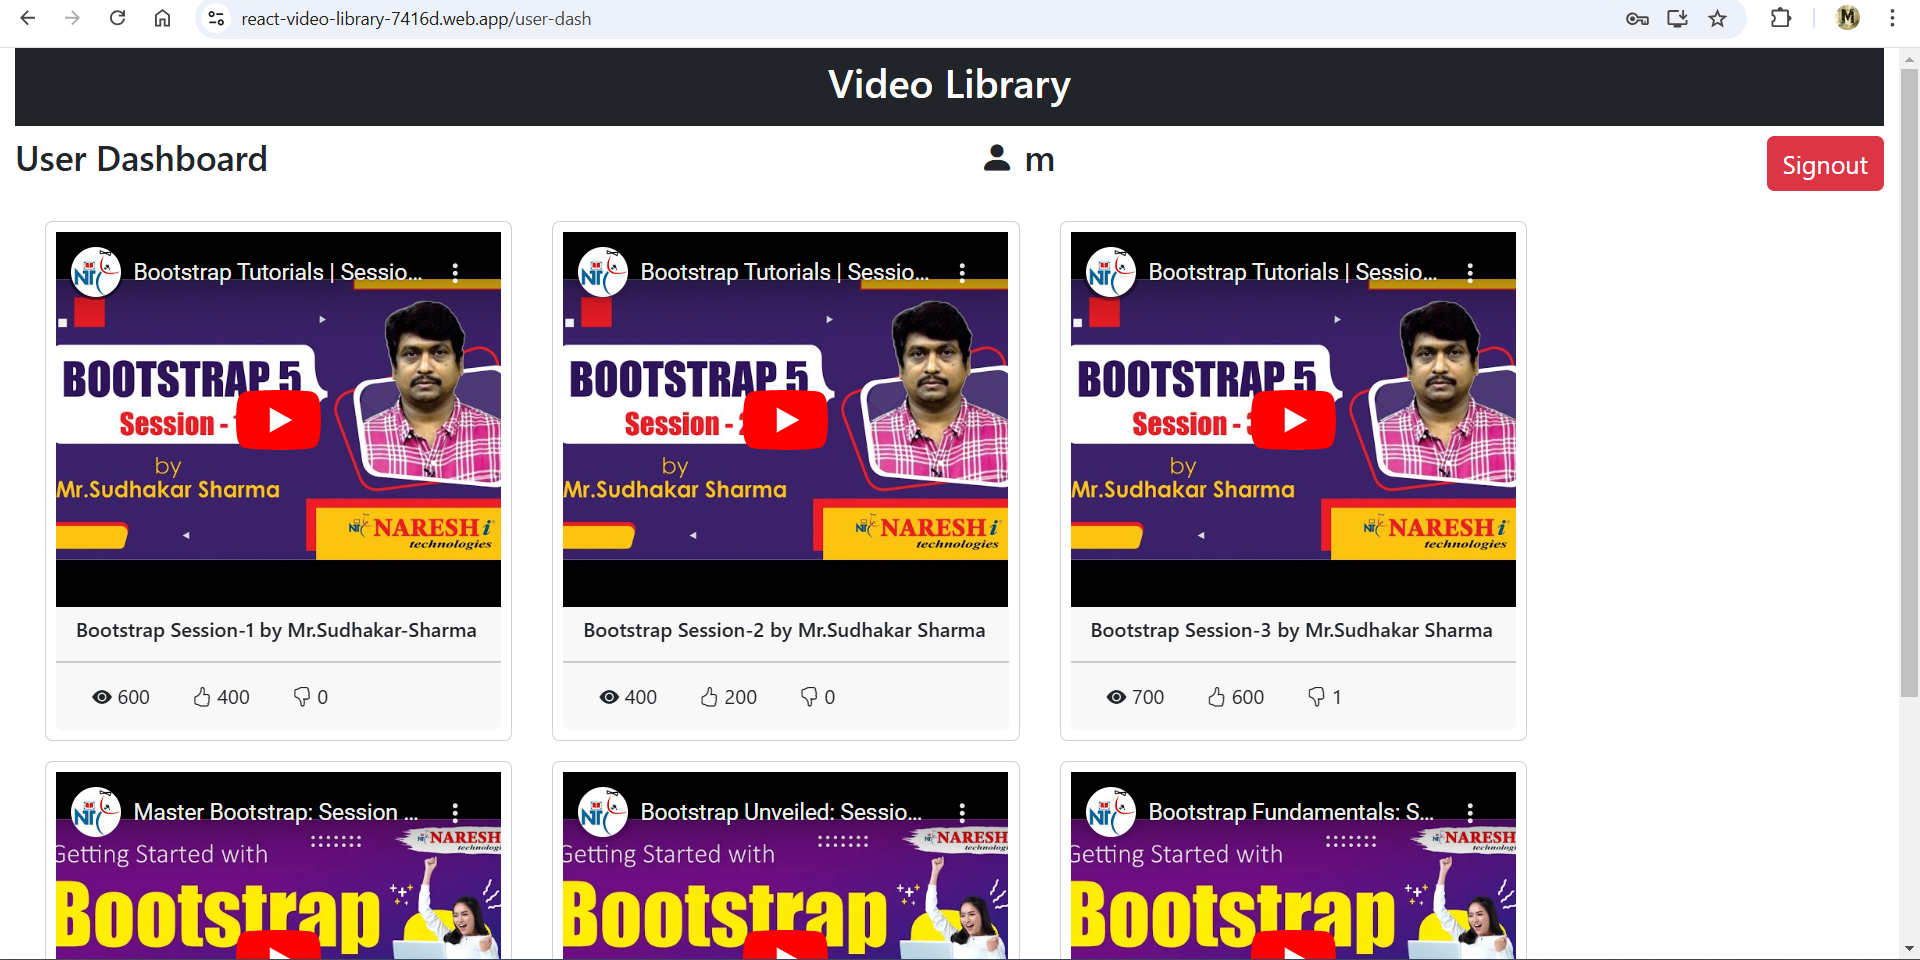 react-video-library-7416d.web.app/user-dash
M
Video Library
User Dashboard
m
Signout
Bootstrap Tutorials | Sessio...
BOOTSTRAP 5
Session -
by
Mr.Sudhakar Sharma
NARESH i
technologies
Bootstrap Session-1 by Mr.Sudhakar-Sharma
600 400 0
Bootstrap Tutorials | Sessio...
BOOTSTRAP 5
Session - 2
by
Mr.Sudhakar Sharma
NARESH i
technologies
Bootstrap Session-2 by Mr.Sudhakar Sharma
400 200 0
Bootstrap Tutorials | Sessio...
BOOTSTRAP 5
Session - 3
by
Mr.Sudhakar Sharma
NARESH i
technologies
Bootstrap Session-3 by Mr.Sudhakar Sharma
700 600 1
Master Bootstrap: Session ...
NARESH
Getting Started with
Bootstrap
Bootstrap Unveiled: Sessio...
NARESH
Getting Started with
Bootstrap
Bootstrap Fundamentals: S...
NARESH
Getting Started with
Bootstrap